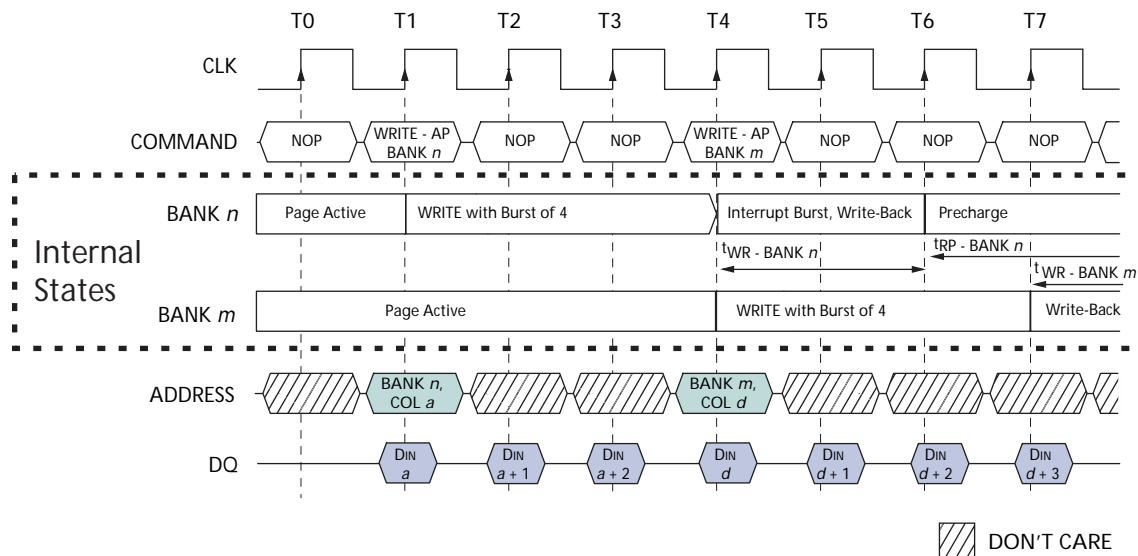 T0 T1 T2 T3 T4 T5 T6 T7
CLK
COMMAND NOP WRITE - AP BANK n NOP NOP WRITE - AP BANK m NOP NOP NOP
Internal States
BANK n Page Active WRITE with Burst of 4 Interrupt Burst, Write-Back Precharge
tWR - BANK n tRP - BANK n
tWR - BANK m
BANK m Page Active WRITE with Burst of 4 Write-Back
ADDRESS BANK n, COL a BANK m, COL d
DQ DIN a DIN a + 1 DIN a + 2 DIN d DIN d + 1 DIN d + 2 DIN d + 3
DON'T CARE